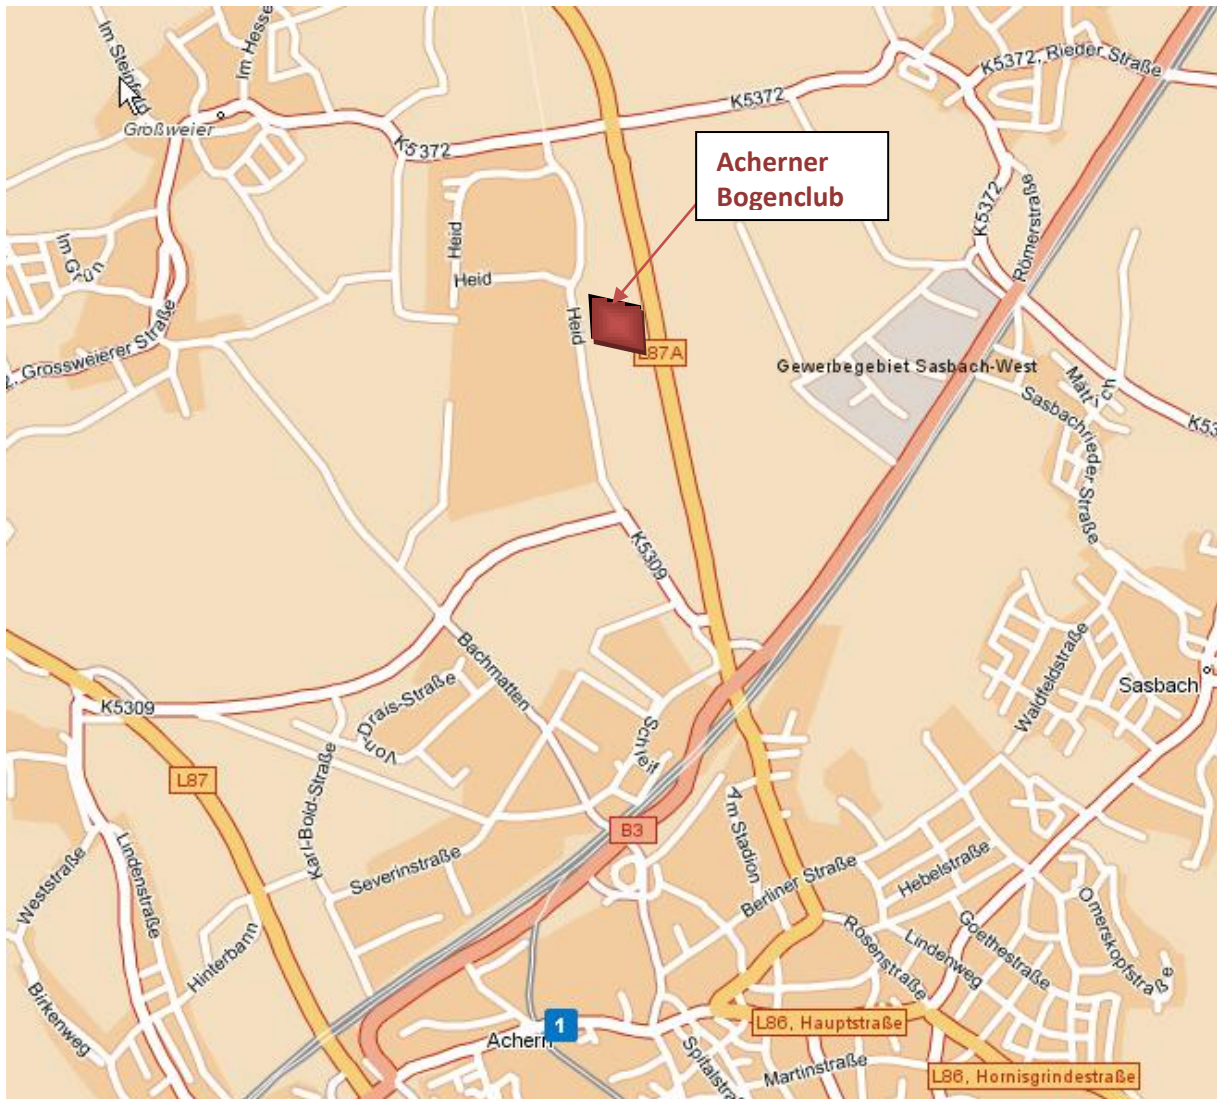 Im Steinfeld
Im Hesse
Großweier
K5372
K5372
K5372, Rieder Straße
Acherner
Bogenclub
K5372
Römerstraße
Im Grün
Heid
Heid
Heid
Grossweierer Straße
L87A
Gewerbegebiet Sasbach-West
Sasbachrieder Straße
K53
K5309
Bachmatten
Waldfeldstraße
Sasbach
K5309
Von-Drais-Straße
Schleif
L87
Karl-Bold-Straße
B3
Am Stadion
Severinstraße
Berliner Straße
Hebelstraße
Weststraße
Lindenstraße
Omerskopfstraße
Hinterbann
Rosenstraße
Lindenweg
Goethestraße
Birkenweg
1
Achern
L86, Hauptstraße
Spitalstr
Martinstraße
L86, Hornisgrindestraße